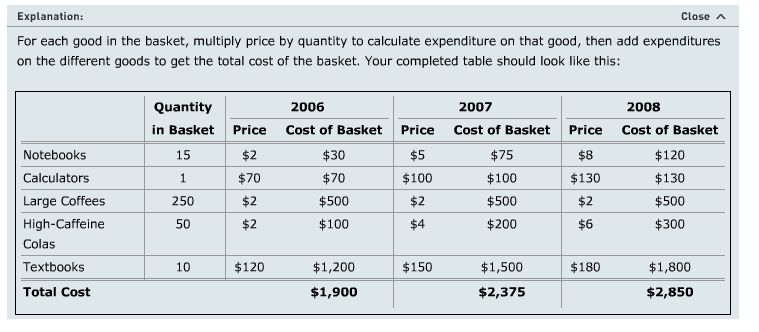 Explanation: Close
For each good in the basket, multiply price by quantity to calculate expenditure on that good, then add expenditures
on the different goods to get the total cost of the basket. Your completed table should look like this:
Quantity 2006 2007 2008
in Basket Price Cost of Basket Price Cost of Basket Price Cost of Basket
Notebooks 15 $2 $30 $5 $75 $8 $120
Calculators 1 $70 $70 $100 $100 $130 $130
Large Coffees 250 $2 $500 $2 $500 $2 $500
High-Caffeine 50 $2 $100 $4 $200 $6 $300
Colas
Textbooks 10 $120 $1,200 $150 $1,500 $180 $1,800
Total Cost $1,900 $2,375 $2,850